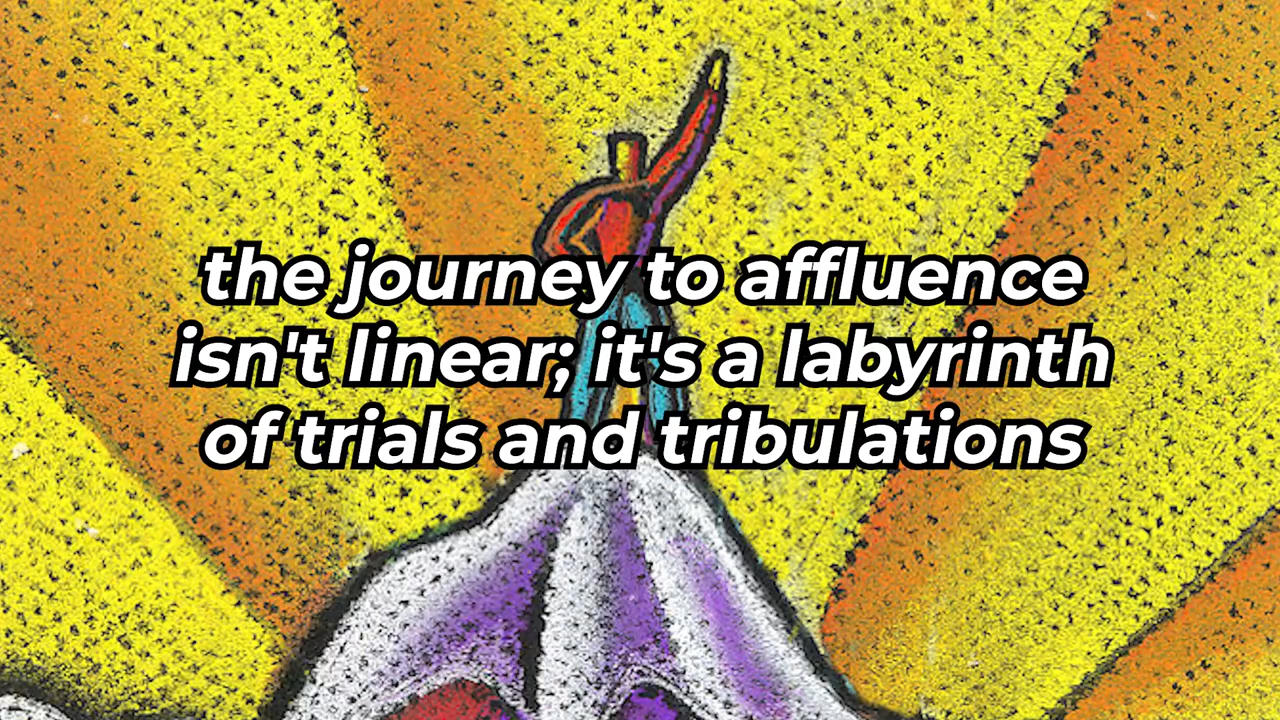 the journey to affluence
isn't linear; it's a labyrinth
of trials and tribulations